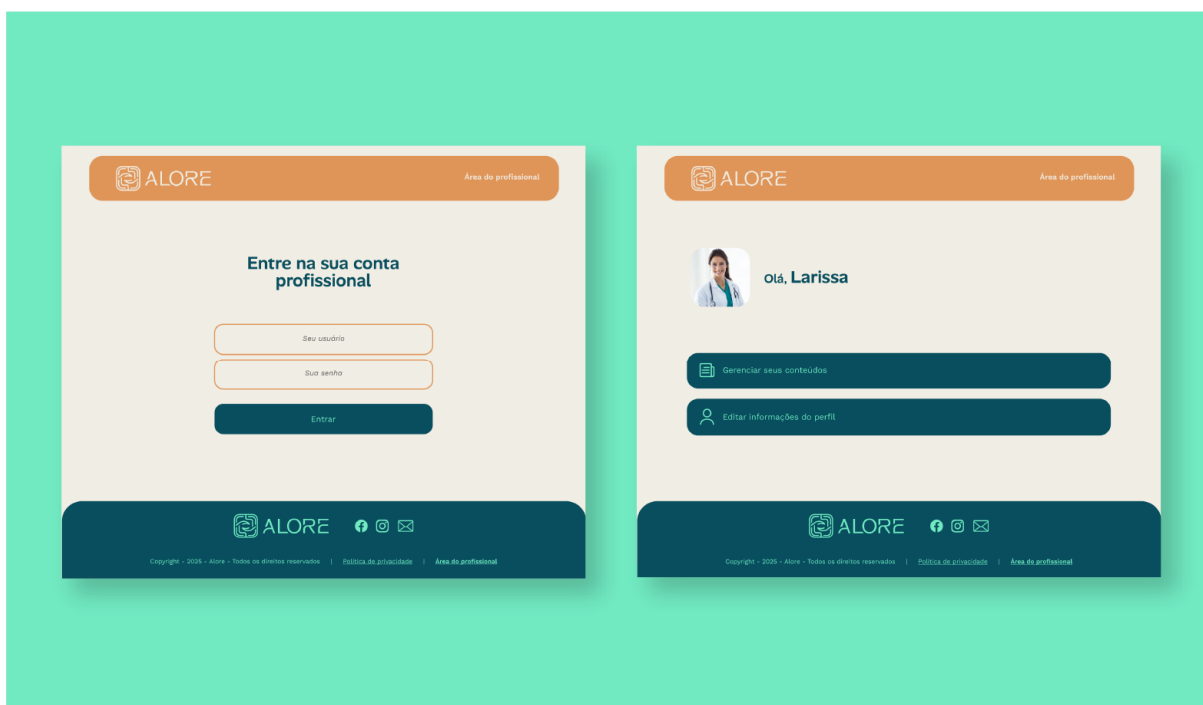 ALORE
Área do profissional
Entre na sua conta
profissional
Seu usuário
Sua senha
Entrar
ALORE
Copyright - 2025 - Alore - Todos os direitos reservados | Política de privacidade | Área do profissional
ALORE
Área do profissional
Olá, Larissa
Gerenciar seus conteúdos
Editar informações do perfil
ALORE
Copyright - 2025 - Alore - Todos os direitos reservados | Política de privacidade | Área do profissional